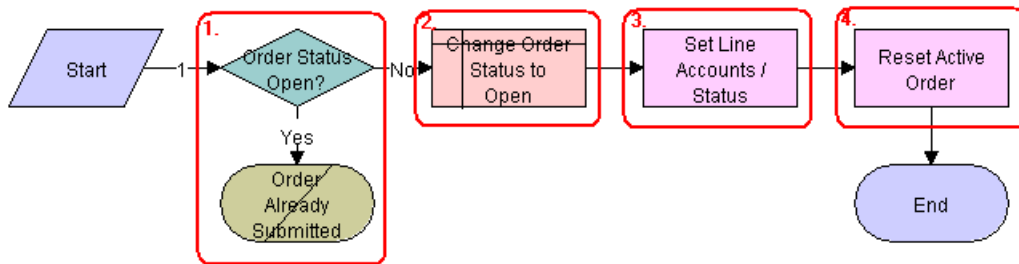 1.
2.
3.
4.
Start
1
Order Status
Open?
No
Change Order
Status to
Open
Set Line
Accounts /
Status
Reset Active
Order
Yes
Order
Already
Submitted
End